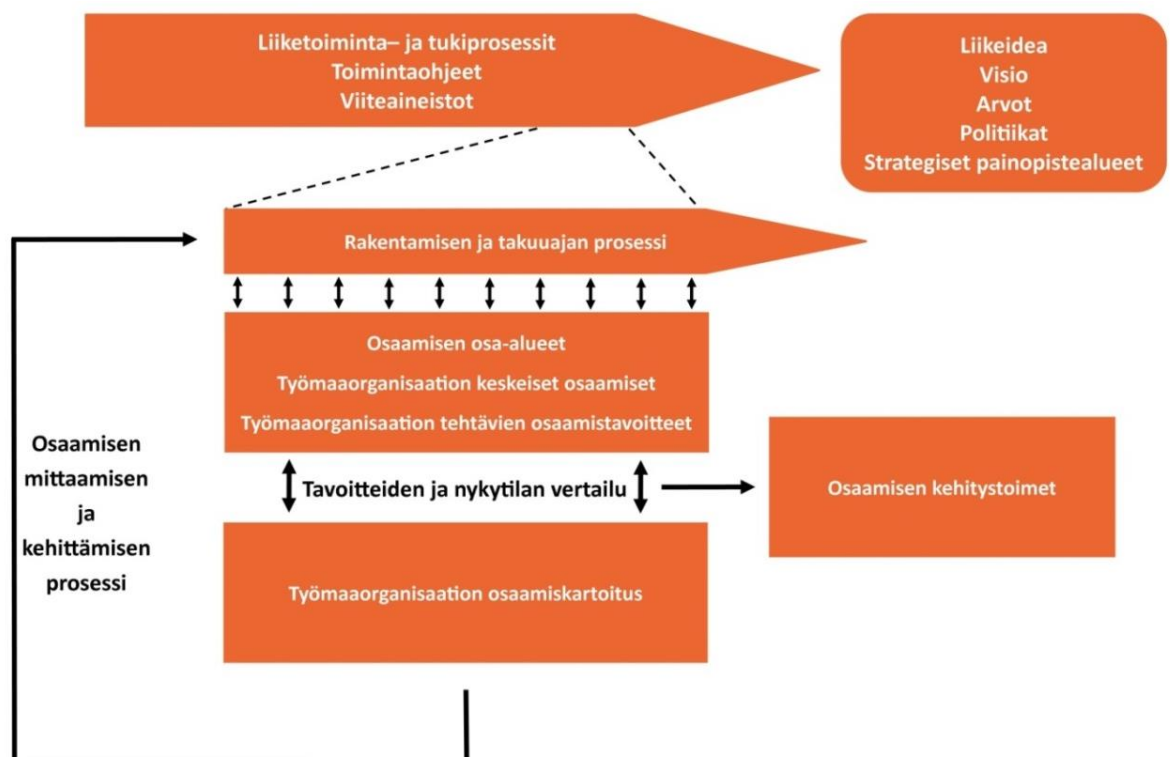 Liiketoiminta– ja tukiprosessit
Toimintaohjeet
Viiteaineistot
Liikeidea
Visio
Arvot
Politiikat
Strategiset painopistealueet
Rakentamisen ja takuuajan prosessi
Osaamisen osa-alueet
Työmaaorganisaation keskeiset osaamiset
Työmaaorganisaation tehtävien osaamistavoitteet
Osaamisen
mittaamisen
ja
kehittämisen
prosessi
Tavoitteiden ja nykytilan vertailu
Osaamisen kehitystoimet
Työmaaorganisaation osaamiskartoitus